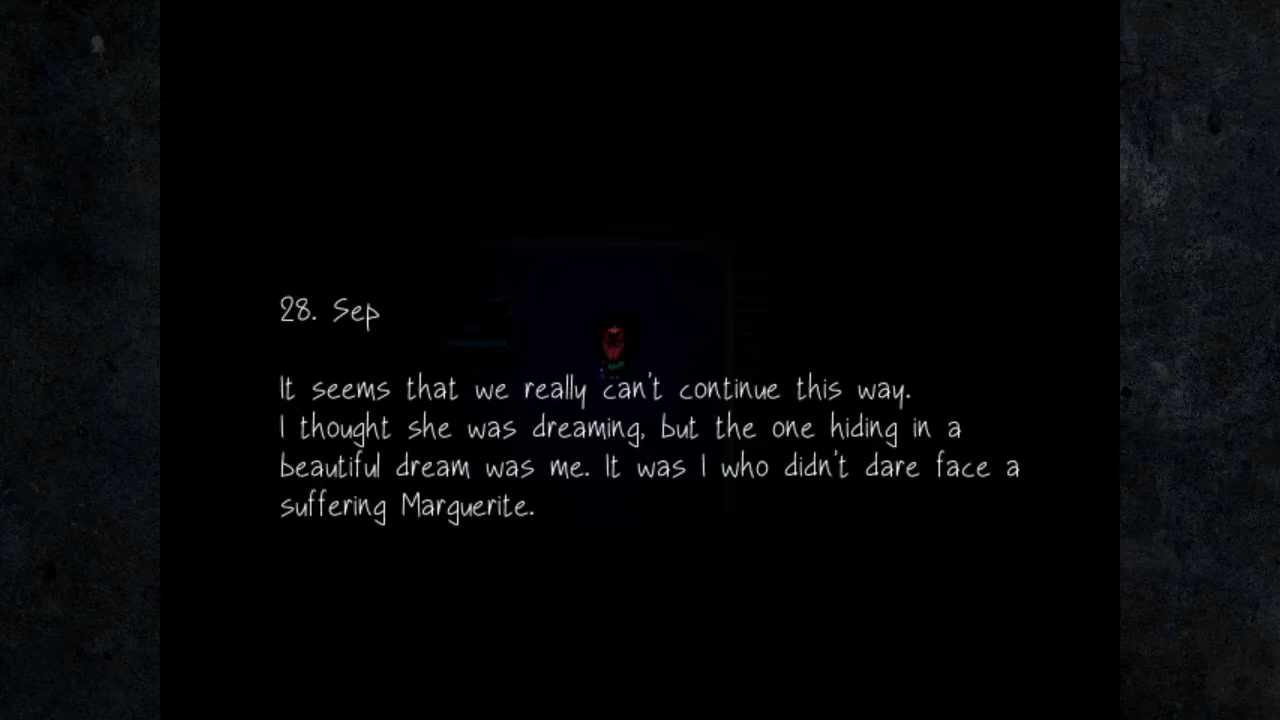 28. Sep
It seems that we really can't continue this way.
I thought she was dreaming, but the one hiding in a
beautiful dream was me. It was I who didn't dare face a
suffering Marguerite.